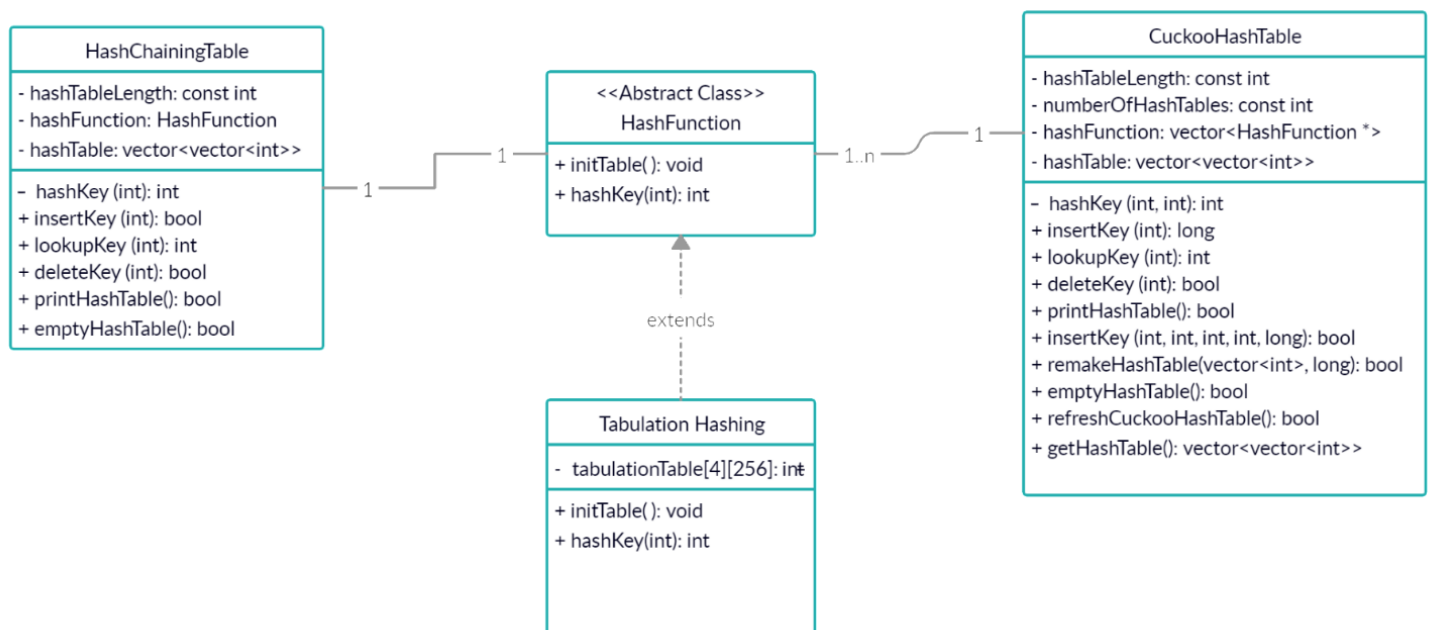 HashChainingTable
- hashTableLength: const int
- hashFunction: HashFunction
- hashTable: vector<vector<int>>
- hashKey (int): int
+ insertKey (int): bool
+ lookupKey (int): int
+ deleteKey (int): bool
+ printHashTable(): bool
+ emptyHashTable(): bool
1
1
<<Abstract Class>>
HashFunction
+ initTable( ): void
+ hashKey(int): int
1..n
1
extends
Tabulation Hashing
- tabulationTable[4][256]: int
+ initTable( ): void
+ hashKey(int): int
CuckooHashTable
- hashTableLength: const int
- numberOfHashTables: const int
- hashFunction: vector<HashFunction *>
- hashTable: vector<vector<int>>
- hashKey (int, int): int
+ insertKey (int): long
+ lookupKey (int): int
+ deleteKey (int): bool
+ printHashTable(): bool
+ insertKey (int, int, int, int, long): bool
+ remakeHashTable(vector<int>, long): bool
+ emptyHashTable(): bool
+ refreshCuckooHashTable(): bool
+ getHashTable(): vector<vector<int>>